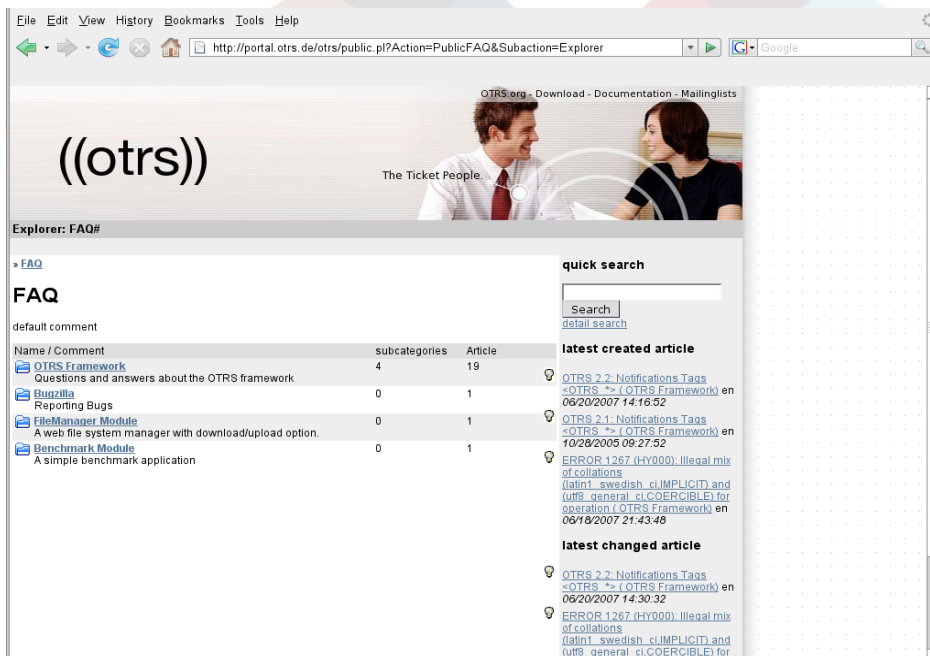 File Edit View History Bookmarks Tools Help
http://portal.otrs.de/otrs/public.pl?Action=PublicFAQ&Subaction=Explorer
G Google
OTRS.org - Download - Documentation - Mailinglists
((otrs))
The Ticket People.
Explorer: FAQ#
» FAQ
FAQ
default comment
Name / Comment subcategories Article
OTRS Framework 4 19
Questions and answers about the OTRS framework
Bugzilla 0 1
Reporting Bugs
FileManager Module 0 1
A web file system manager with download/upload option.
Benchmark Module 0 1
A simple benchmark application
quick search
Search
detail search
latest created article
OTRS 2.2: Notifications Tags
<OTRS_*> ( OTRS Framework) en
06/20/2007 14:16:52
OTRS 2.1: Notifications Tags
<OTRS_*> ( OTRS Framework) en
10/28/2005 09:27:52
ERROR 1267 (HY000): Illegal mix
of collations
(latin1_swedish_ci,IMPLICIT) and
(utf8_general_ci,COERCIBLE) for
operation ( OTRS Framework) en
06/18/2007 21:43:48
latest changed article
OTRS 2.2: Notifications Tags
<OTRS_*> ( OTRS Framework) en
06/20/2007 14:30:32
ERROR 1267 (HY000): Illegal mix
of collations
(latin1_swedish_ci,IMPLICIT) and
(utf8_general_ci,COERCIBLE) for